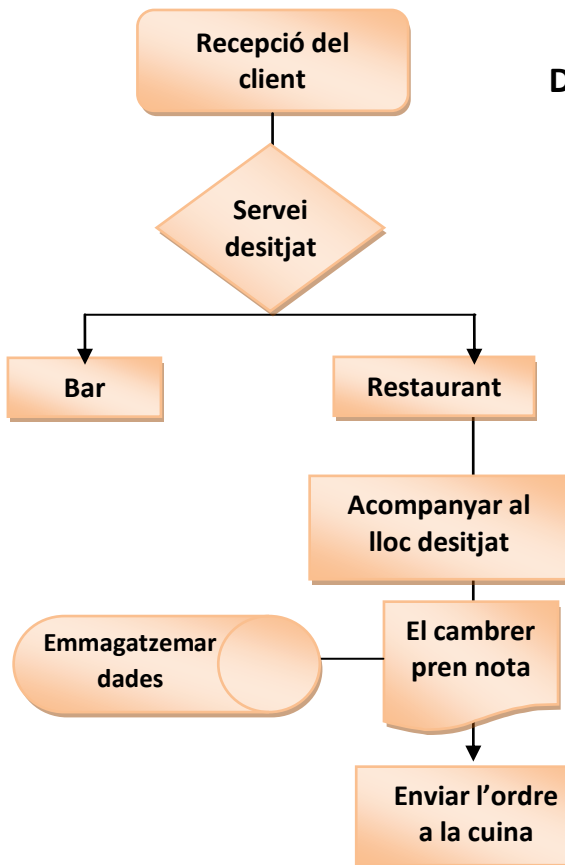 Recepció del
client
D
Servei
desitjat
Bar
Restaurant
Acompanyar al
lloc desitjat
Emmagatzemar
dades
El cambrer
pren nota
Enviar l’ordre
a la cuina